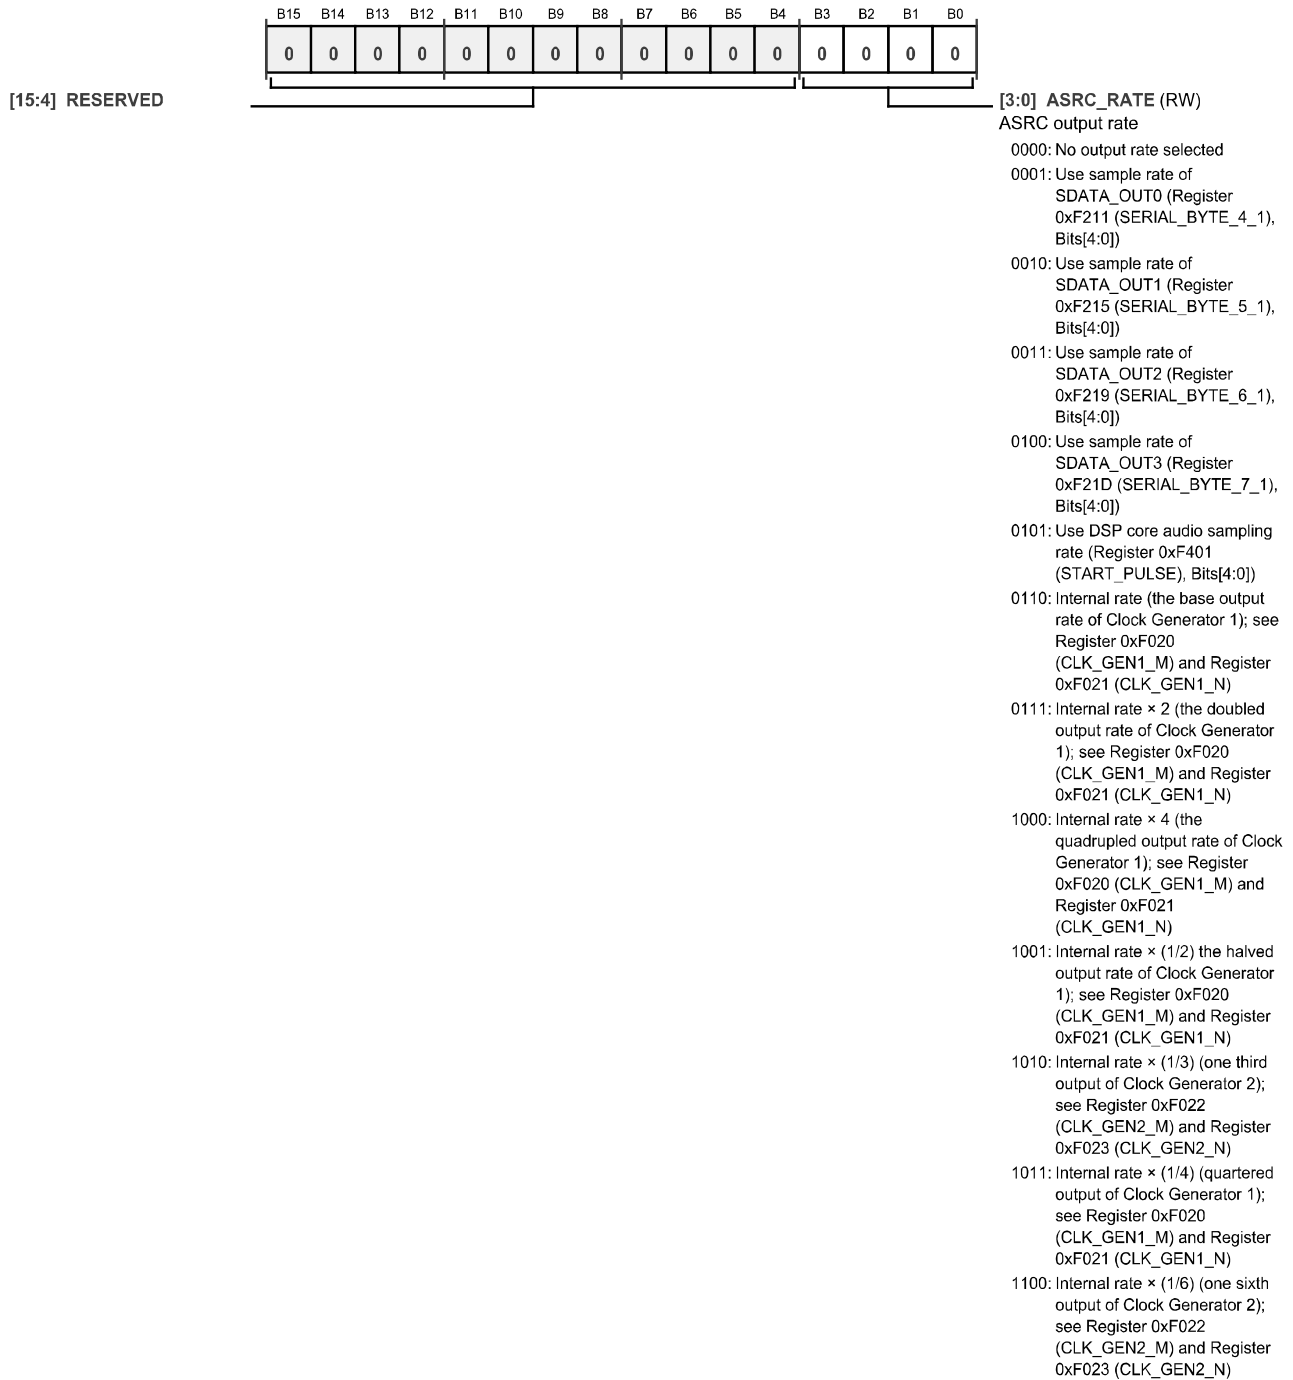 B15 B14 B13 B12 B11 B10 B9 B8 B7 B6 B5 B4 B3 B2 B1 B0
0 0 0 0 0 0 0 0 0 0 0 0 0 0 0 0
[15:4] RESERVED
[3:0] ASRC_RATE (RW)
ASRC output rate
0000: No output rate selected
0001: Use sample rate of
SDATA_OUT0 (Register
0xF211 (SERIAL_BYTE_4_1),
Bits[4:0])
0010: Use sample rate of
SDATA_OUT1 (Register
0xF215 (SERIAL_BYTE_5_1),
Bits[4:0])
0011: Use sample rate of
SDATA_OUT2 (Register
0xF219 (SERIAL_BYTE_6_1),
Bits[4:0])
0100: Use sample rate of
SDATA_OUT3 (Register
0xF21D (SERIAL_BYTE_7_1),
Bits[4:0])
0101: Use DSP core audio sampling
rate (Register 0xF401
(START_PULSE), Bits[4:0])
0110: Internal rate (the base output
rate of Clock Generator 1); see
Register 0xF020
(CLK_GEN1_M) and Register
0xF021 (CLK_GEN1_N)
0111: Internal rate × 2 (the doubled
output rate of Clock Generator
1); see Register 0xF020
(CLK_GEN1_M) and Register
0xF021 (CLK_GEN1_N)
1000: Internal rate × 4 (the
quadrupled output rate of Clock
Generator 1); see Register
0xF020 (CLK_GEN1_M) and
Register 0xF021
(CLK_GEN1_N)
1001: Internal rate × (1/2) the halved
output rate of Clock Generator
1); see Register 0xF020
(CLK_GEN1_M) and Register
0xF021 (CLK_GEN1_N)
1010: Internal rate × (1/3) (one third
output of Clock Generator 2);
see Register 0xF022
(CLK_GEN2_M) and Register
0xF023 (CLK_GEN2_N)
1011: Internal rate × (1/4) (quartered
output of Clock Generator 1);
see Register 0xF020
(CLK_GEN1_M) and Register
0xF021 (CLK_GEN1_N)
1100: Internal rate × (1/6) (one sixth
output of Clock Generator 2);
see Register 0xF022
(CLK_GEN2_M) and Register
0xF023 (CLK_GEN2_N)